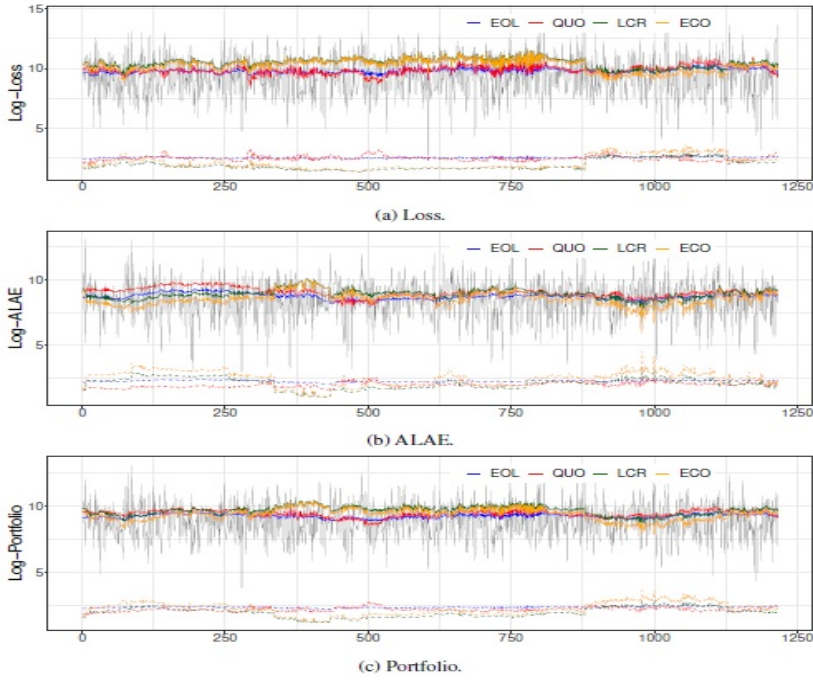 15
EOL QUO LCR ECO
10
5
Log-Loss
0 250 500 750 1000 1250
(a) Loss.
EOL QUO LCR ECO
10
5
Log-ALAE
0 250 500 750 1000 1250
(b) ALAE.
EOL QUO LCR ECO
10
5
Log-Portfolio
0 250 500 750 1000 1250
(c) Portfolio.